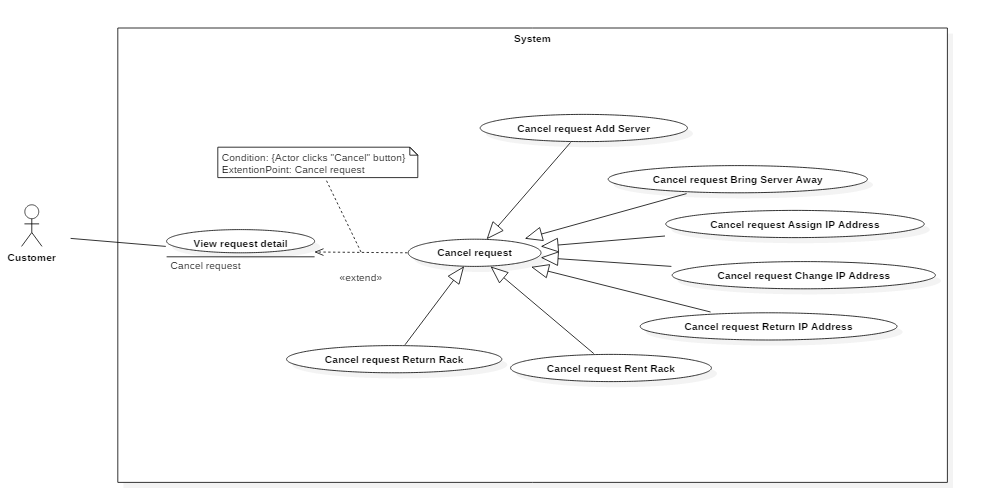 System
Cancel request Add Server
Condition: {Actor clicks "Cancel" button}
ExtentionPoint: Cancel request
Cancel request Bring Server Away
Cancel request Assign IP Address
View request detail
Cancel request
Customer
Cancel request
«extend»
Cancel request Change IP Address
Cancel request Return IP Address
Cancel request Return Rack
Cancel request Rent Rack